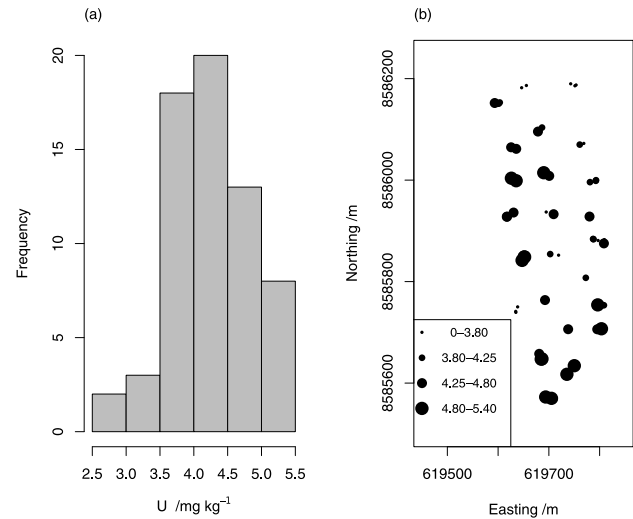 (a)
Frequency
20
15
10
5
0
2.5 3.0 3.5 4.0 4.5 5.0 5.5
U /mg kg⁻¹
(b)
Northing /m
8586200
8586000
8585800
8585600
0–3.80
3.80–4.25
4.25–4.80
4.80–5.40
619500 619700
Easting /m